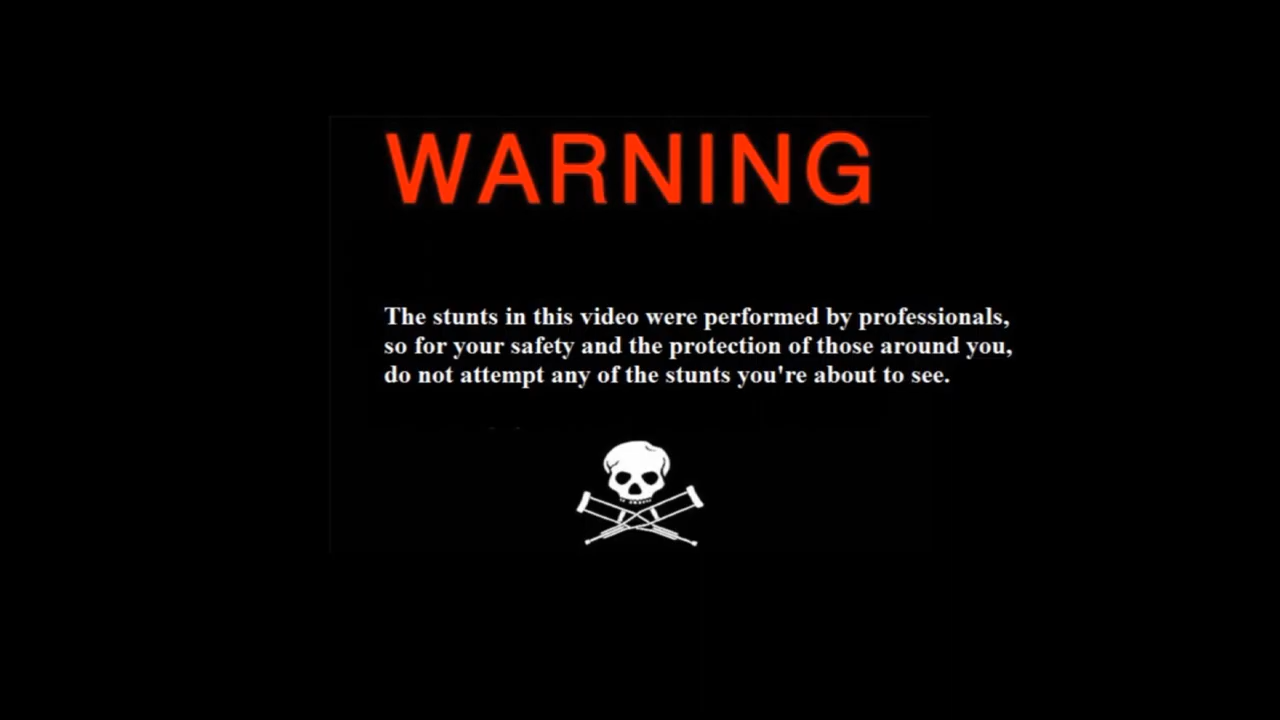 WARNING
The stunts in this video were performed by professionals,
so for your safety and the protection of those around you,
do not attempt any of the stunts you're about to see.